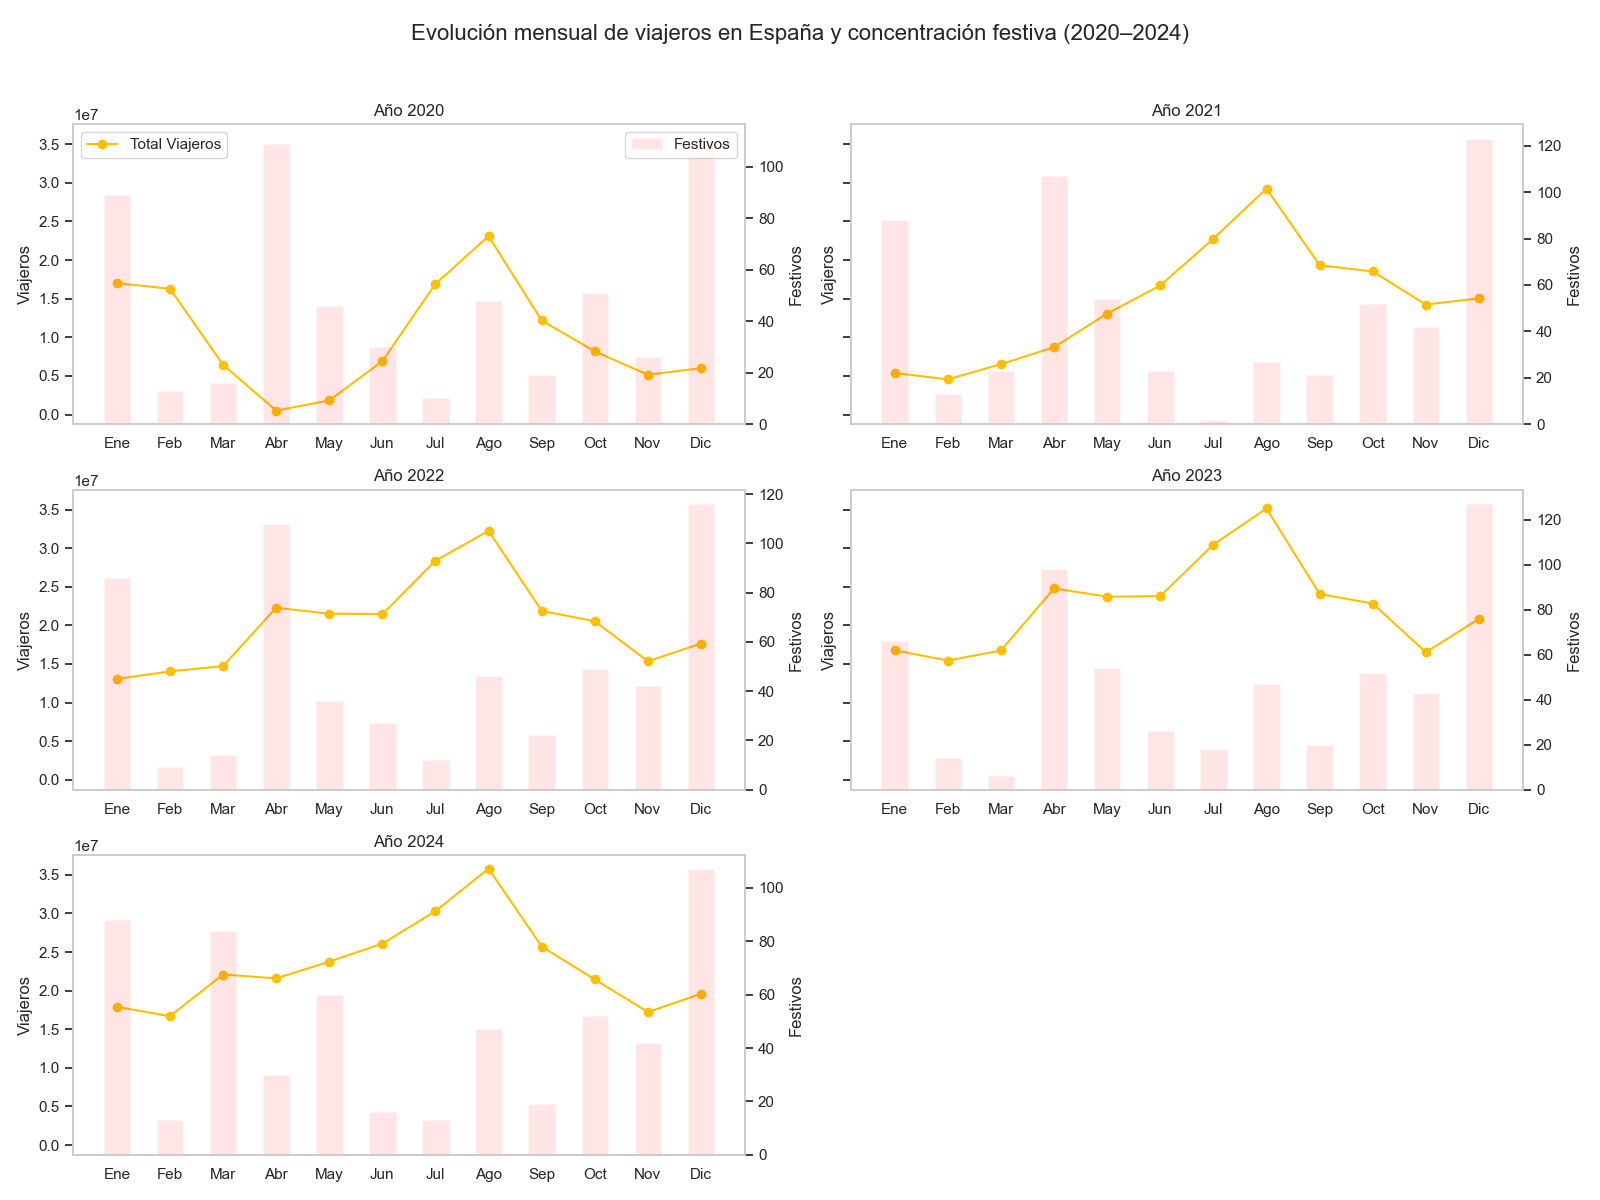 Evolución mensual de viajeros en España y concentración festiva (2020–2024)
Año 2020
1e7
Total Viajeros
Festivos
3.5
3.0
2.5
2.0
1.5
1.0
0.5
0.0
Viajeros
100
80
60
40
20
0
Festivos
Ene Feb Mar Abr May Jun Jul Ago Sep Oct Nov Dic
Año 2021
Viajeros
120
100
80
60
40
20
0
Festivos
Ene Feb Mar Abr May Jun Jul Ago Sep Oct Nov Dic
Año 2022
1e7
3.5
3.0
2.5
2.0
1.5
1.0
0.5
0.0
Viajeros
120
100
80
60
40
20
0
Festivos
Ene Feb Mar Abr May Jun Jul Ago Sep Oct Nov Dic
Año 2023
Viajeros
120
100
80
60
40
20
0
Festivos
Ene Feb Mar Abr May Jun Jul Ago Sep Oct Nov Dic
Año 2024
1e7
3.5
3.0
2.5
2.0
1.5
1.0
0.5
0.0
Viajeros
100
80
60
40
20
0
Festivos
Ene Feb Mar Abr May Jun Jul Ago Sep Oct Nov Dic